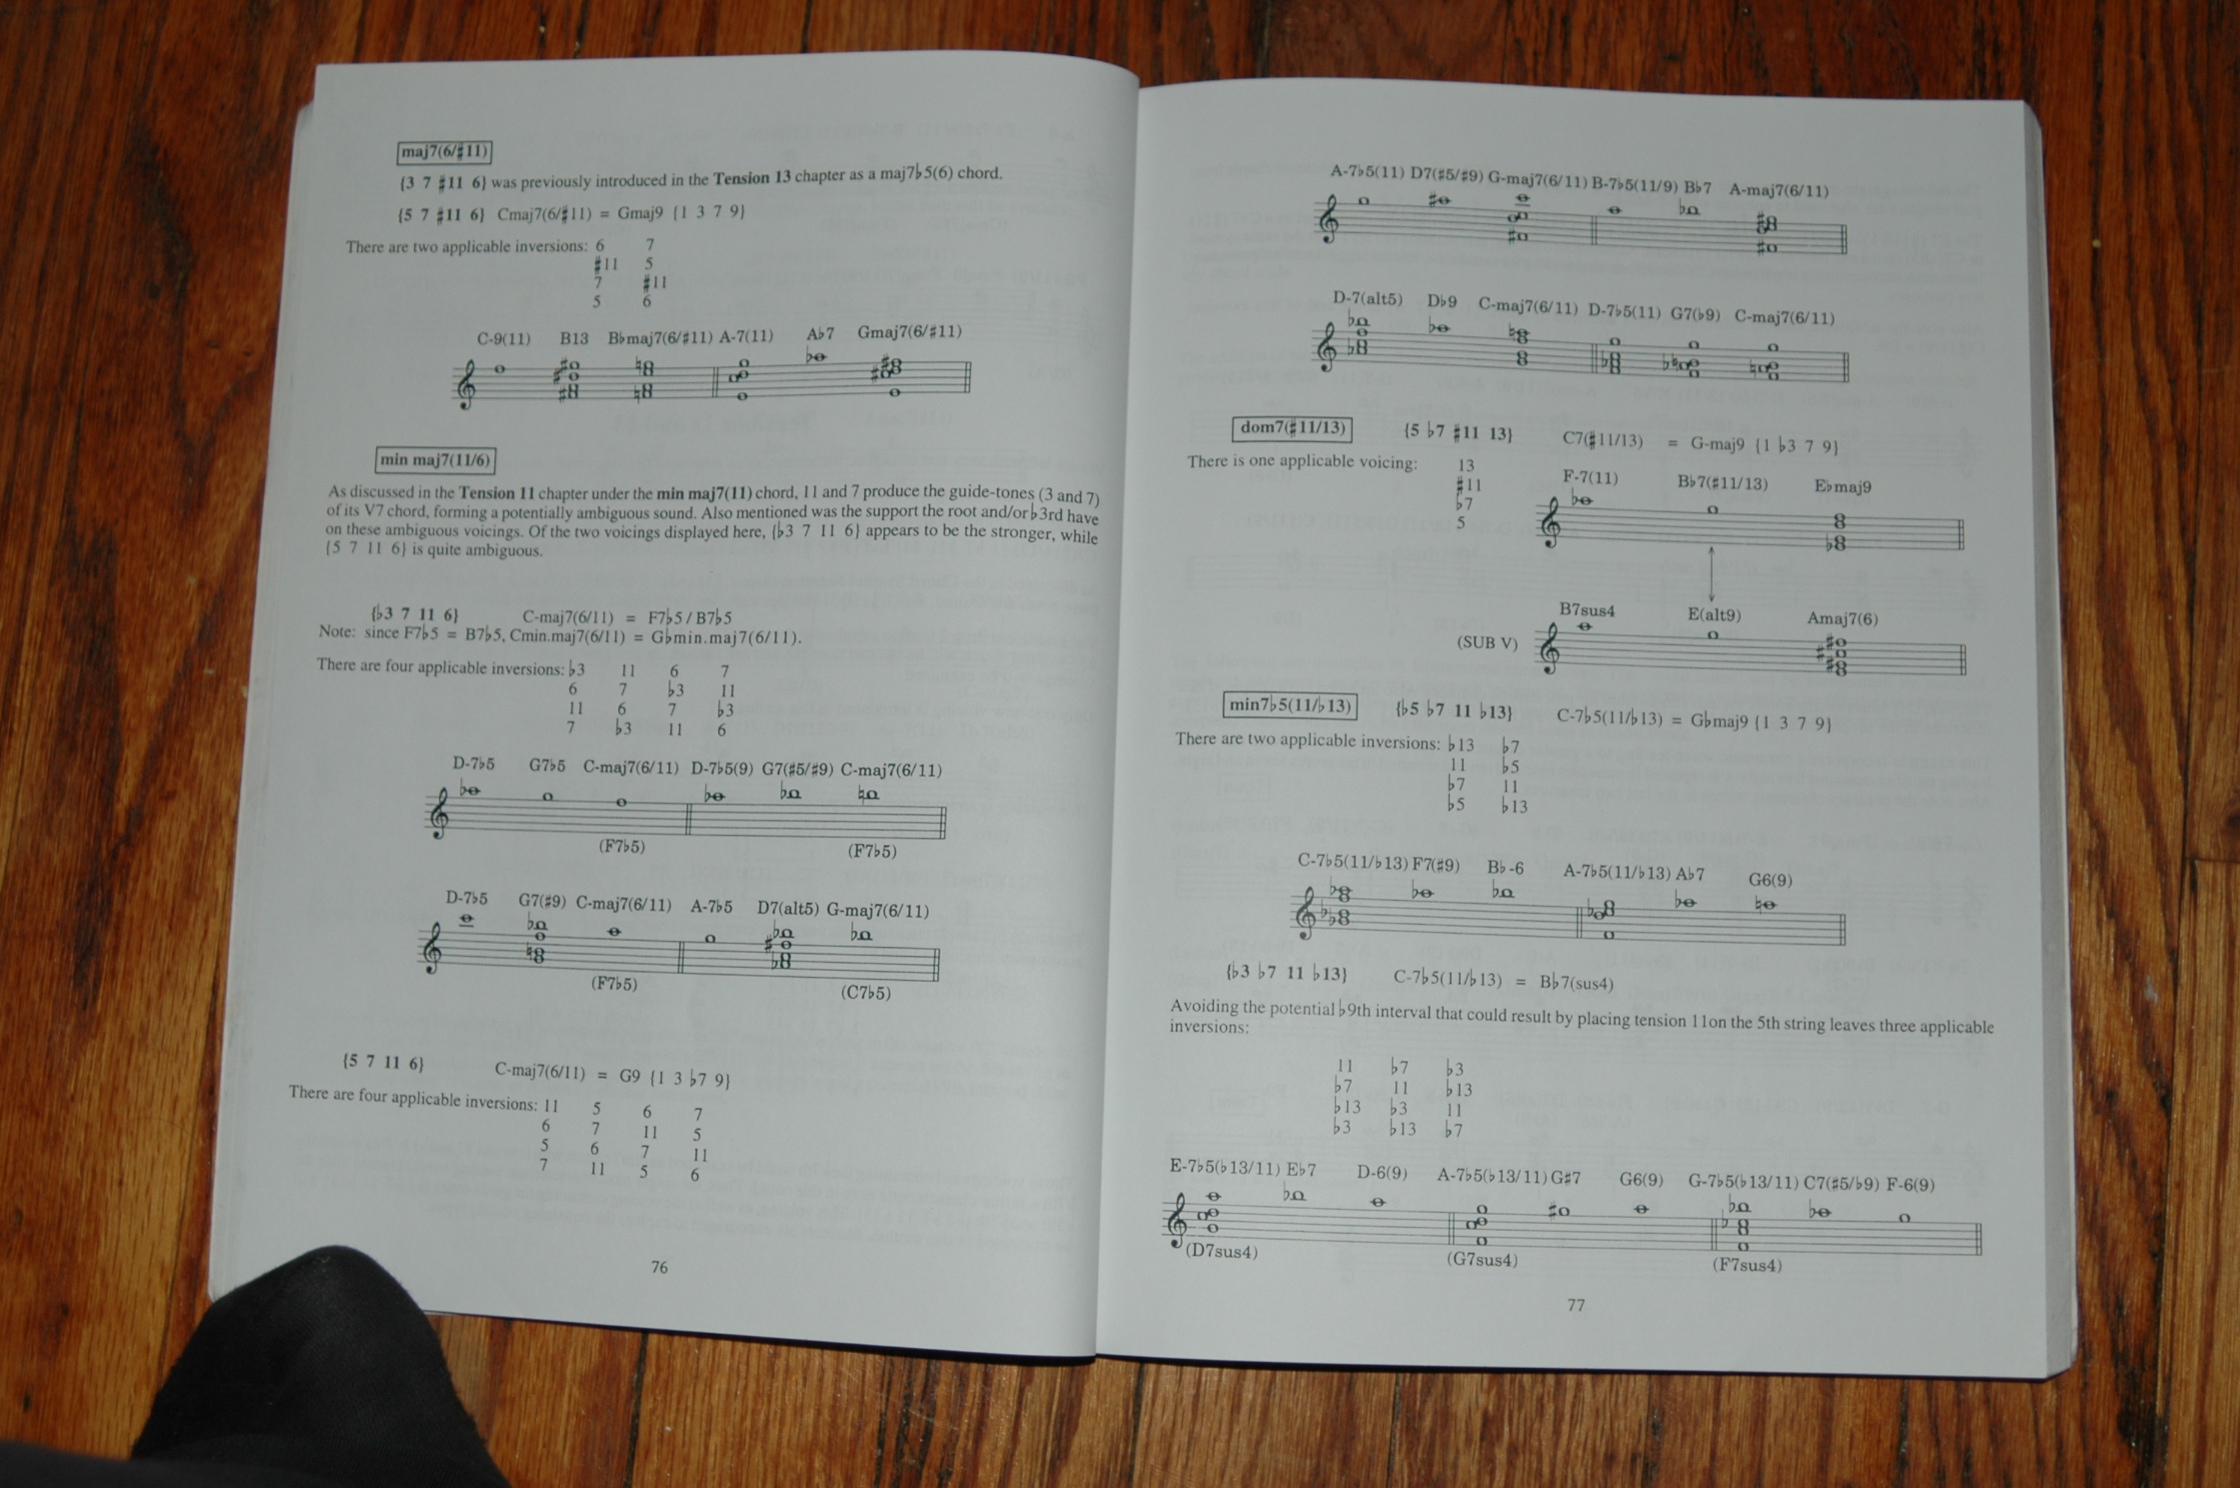 maj7(6/♯11)
{3 7 ♯11 6} was previously introduced in the Tension 13 chapter as a maj7♭5(6) chord.
{5 7 ♯11 6} Cmaj7(6/♯11) = Gmaj9 {1 3 7 9}
There are two applicable inversions: 6 7
♯11 5
7 ♯11
5 6
C-9(11) B13 B♭maj7(6/♯11) A-7(11) A♭7 Gmaj7(6/♯11)
min maj7(11/6)
As discussed in the Tension 11 chapter under the min maj7(11) chord, 11 and 7 produce the guide-tones (3 and 7)
of its V7 chord, forming a potentially ambiguous sound. Also mentioned was the support the root and/or ♭3rd have
on these ambiguous voicings. Of the two voicings displayed here, {♭3 7 11 6} appears to be the stronger, while
{5 7 11 6} is quite ambiguous.
{♭3 7 11 6} C-maj7(6/11) = F7♭5 / B7♭5
Note: since F7♭5 = B7♭5, Cmin.maj7(6/11) = G♭min.maj7(6/11).
There are four applicable inversions: ♭3 11 6 7
6 7 ♭3 11
11 6 7 ♭3
7 ♭3 11 6
D-7♭5 G7♭5 C-maj7(6/11) D-7♭5(9) G7(♯5/♯9) C-maj7(6/11)
(F7♭5) (F7♭5)
D-7♭5 G7(♯9) C-maj7(6/11) A-7♭5 D7(alt5) G-maj7(6/11)
(F7♭5) (C7♭5)
{5 7 11 6} C-maj7(6/11) = G9 {1 3 ♭7 9}
There are four applicable inversions: 11 5 6 7
6 7 11 5
5 6 7 11
7 11 5 6
76
A-7♭5(11) D7(♯5/♯9) G-maj7(6/11) B-7♭5(11/9) B♭7 A-maj7(6/11)
D-7(alt5) D♭9 C-maj7(6/11) D-7♭5(11) G7(♭9) C-maj7(6/11)
dom7(♯11/13) {5 ♭7 ♯11 13} C7(♯11/13) = G-maj9 {1 ♭3 7 9}
There is one applicable voicing: 13
♯11
♭7
5
F-7(11) B♭7(♯11/13) E♭maj9
B7sus4 E(alt9) Amaj7(6)
(SUB V)
min7♭5(11/♭13) {♭5 ♭7 11 ♭13} C-7♭5(11/♭13) = G♭maj9 {1 3 7 9}
There are two applicable inversions: ♭13 ♭7
11 ♭5
♭7 11
♭5 ♭13
C-7♭5(11/♭13) F7(♯9) B♭-6 A-7♭5(11/♭13) A♭7 G6(9)
{♭3 ♭7 11 ♭13} C-7♭5(11/♭13) = B♭7(sus4)
Avoiding the potential ♭9th interval that could result by placing tension 11on the 5th string leaves three applicable
inversions:
11 ♭7 ♭3
♭7 11 ♭13
♭13 ♭3 11
♭3 ♭13 ♭7
E-7♭5(♭13/11) E♭7 D-6(9) A-7♭5(♭13/11) G♯7 G6(9) G-7♭5(♭13/11) C7(♯5/♭9) F-6(9)
(D7sus4) (G7sus4) (F7sus4)
77